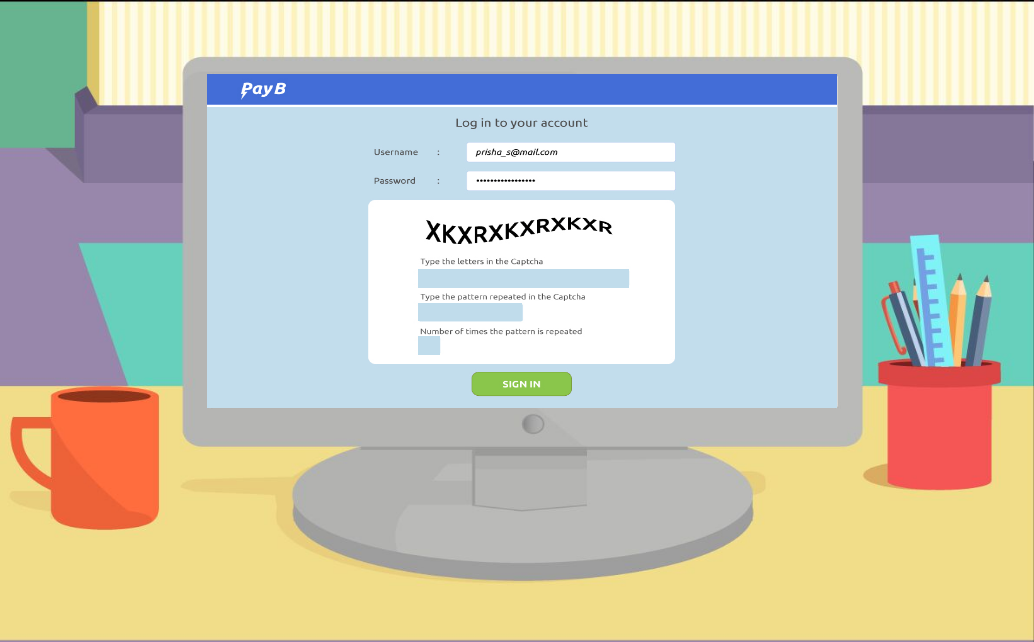 PayB
Log in to your account
Username : prisha_s@mail.com
Password : •••••••••••••••••
XKXRXKXRXKXR
Type the letters in the Captcha
Type the pattern repeated in the Captcha
Number of times the pattern is repeated
SIGN IN